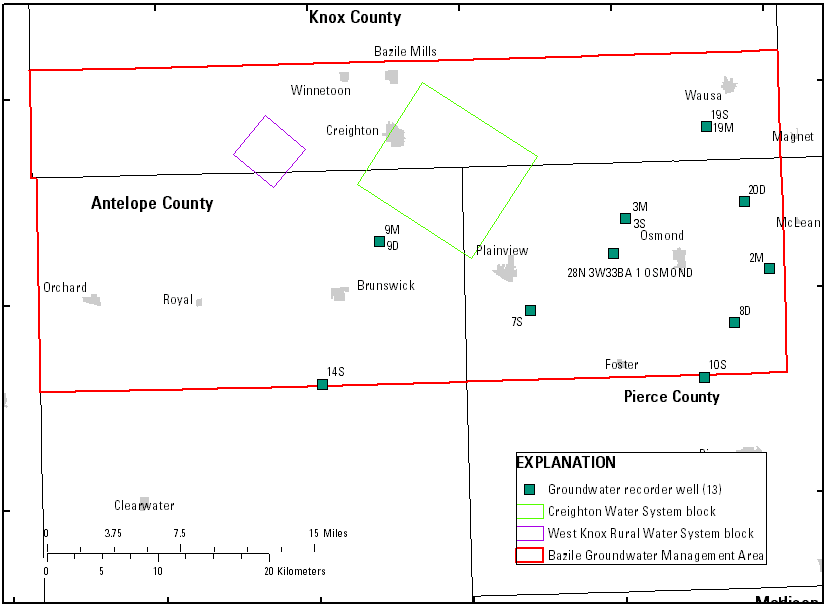 Knox County
Bazile Mills
Winnetoon
Wausa
Creighton
19S
19M
Magnet
Antelope County
20D
3M
3S
McLean
9M
9D
Osmond
Plainview
2M
28N 3W33BA 1 OSMOND
Orchard
Royal
Brunswick
7S
8D
14S
Foster
10S
Pierce County
EXPLANATION
Groundwater recorder well (13)
Creighton Water System block
West Knox Rural Water System block
Bazile Groundwater Management Area
Clearwater
0 3.75 7.5 15 Miles
0 5 10 20 Kilometers